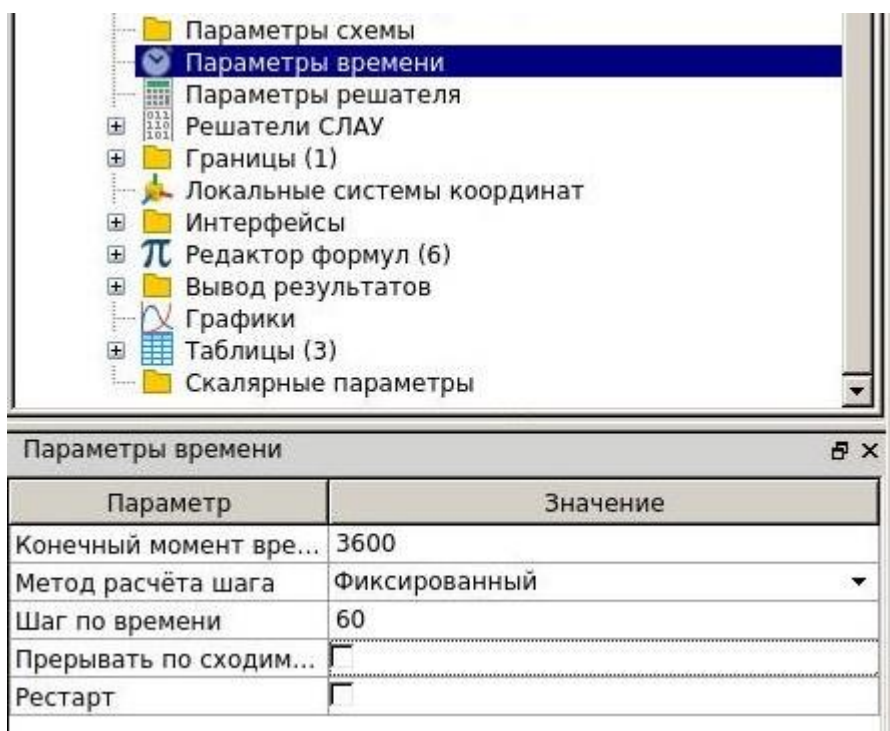 Параметры схемы
Параметры времени
Параметры решателя
Решатели СЛАУ
Границы (1)
Локальные системы координат
Интерфейсы
Редактор формул (6)
Вывод результатов
Графики
Таблицы (3)
Скалярные параметры
Параметры времени
Параметр Значение
Конечный момент вре... 3600
Метод расчёта шага Фиксированный
Шаг по времени 60
Прерывать по сходим...
Рестарт